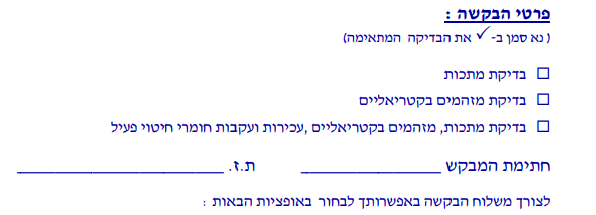 פרטי הבקשה :
( נא סמן ב-✓ את הבדיקה המתאימה)
☐ בדיקת מתכות
☐ בדיקת מזהמים בקטריאליים
☐ בדיקת מתכות, מזהמים בקטריאליים ,עכירות ועקבות חומרי חיטוי פעיל
חתימת המבקש _______________ ת.ז. ______________________
לצורך משלוח הבקשה באפשרותך לבחור באופציות הבאות :